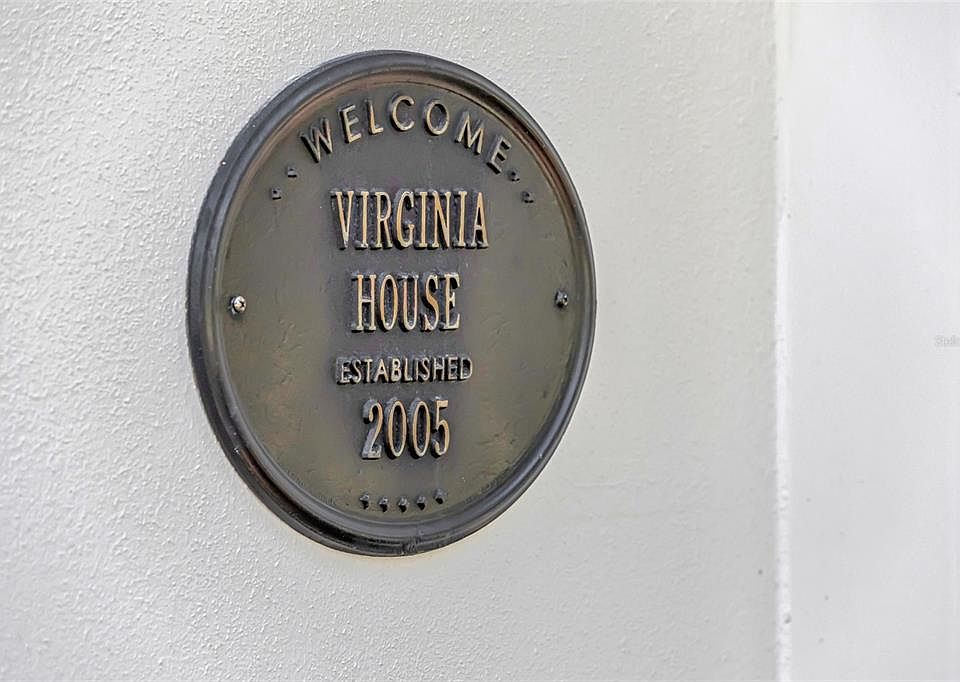 WELCOME
VIRGINIA
HOUSE
ESTABLISHED
2005